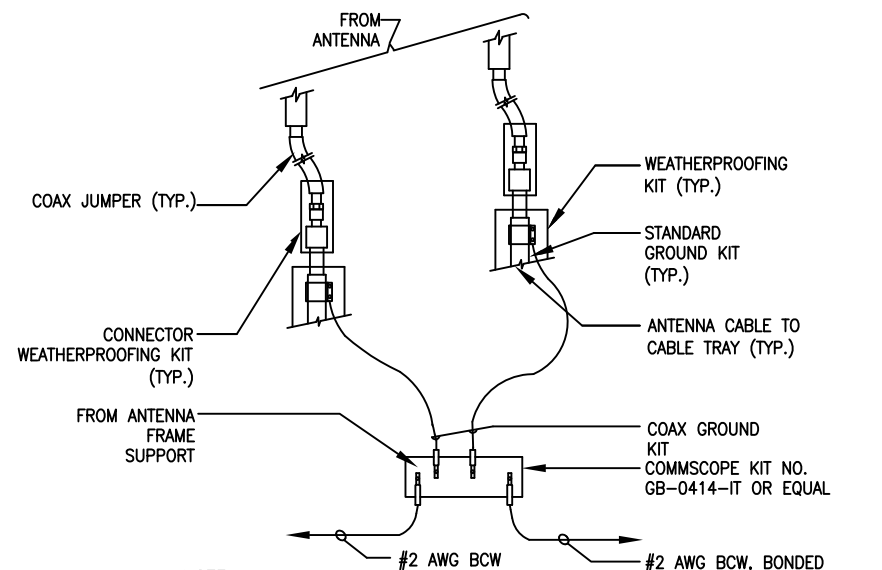 FROM
ANTENNA
COAX JUMPER (TYP.)
WEATHERPROOFING
KIT (TYP.)
STANDARD
GROUND KIT
(TYP.)
CONNECTOR
WEATHERPROOFING KIT
(TYP.)
ANTENNA CABLE TO
CABLE TRAY (TYP.)
FROM ANTENNA
FRAME
SUPPORT
COAX GROUND
KIT
COMMSCOPE KIT NO.
GB-0414-IT OR EQUAL
#2 AWG BCW
#2 AWG BCW, BONDED